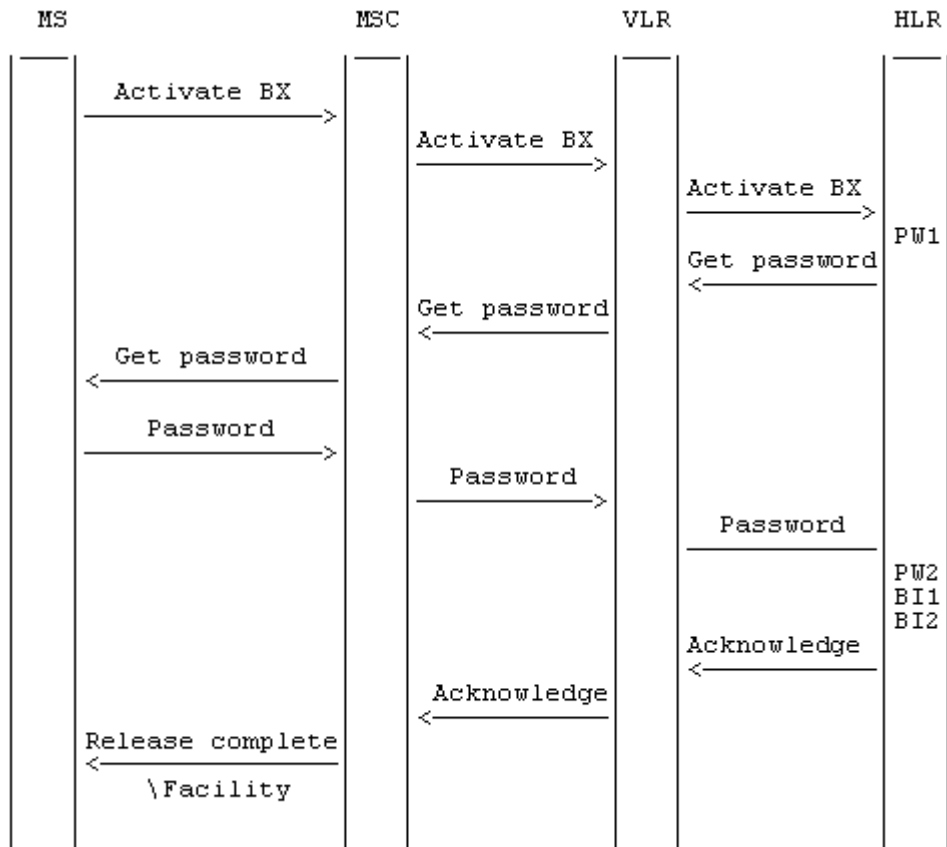 MS MSC VLR HLR
Activate BX
Activate BX
Activate BX
PW1
Get password
Get password
Get password
Password
Password
Password
PW2
BI1
BI2
Acknowledge
Acknowledge
Release complete
\Facility